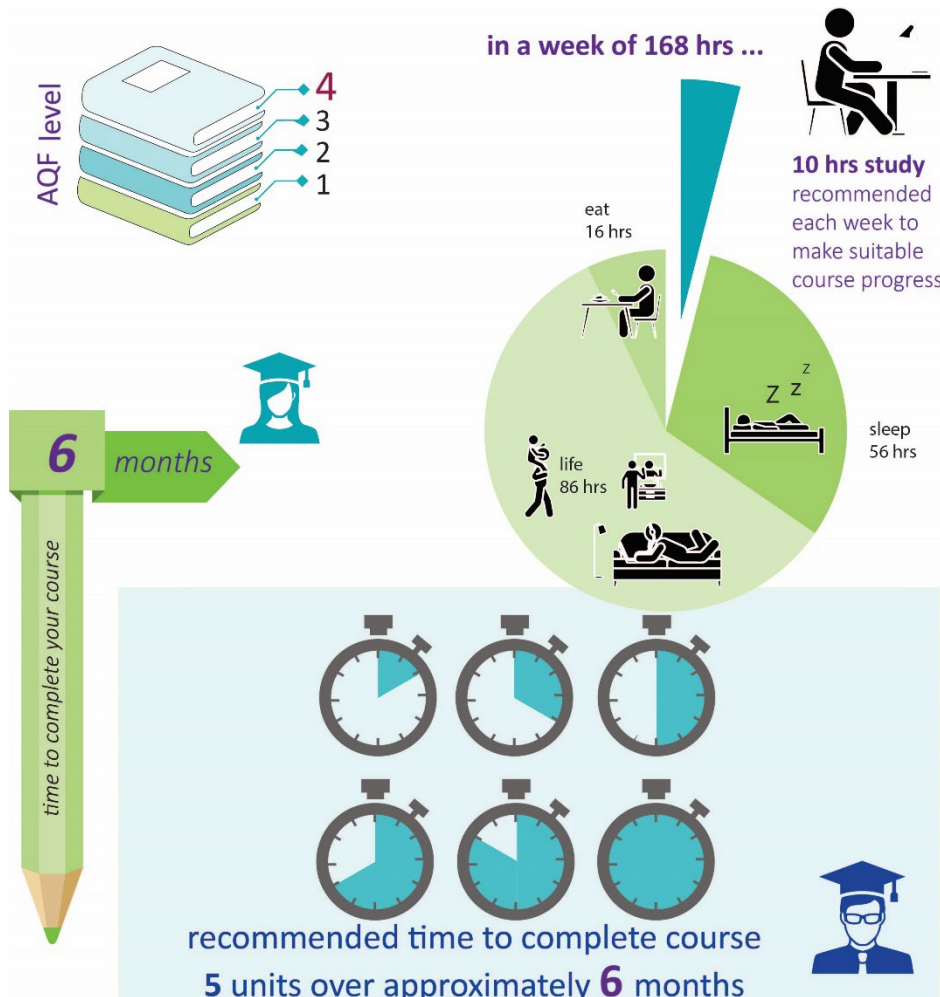 AQF level
4
3
2
1
in a week of 168 hrs ...
10 hrs study
recommended
each week to
make suitable
course progress
eat
16 hrs
Z z z
sleep
56 hrs
life
86 hrs
6 months
time to complete your course
recommended time to complete course
5 units over approximately 6 months